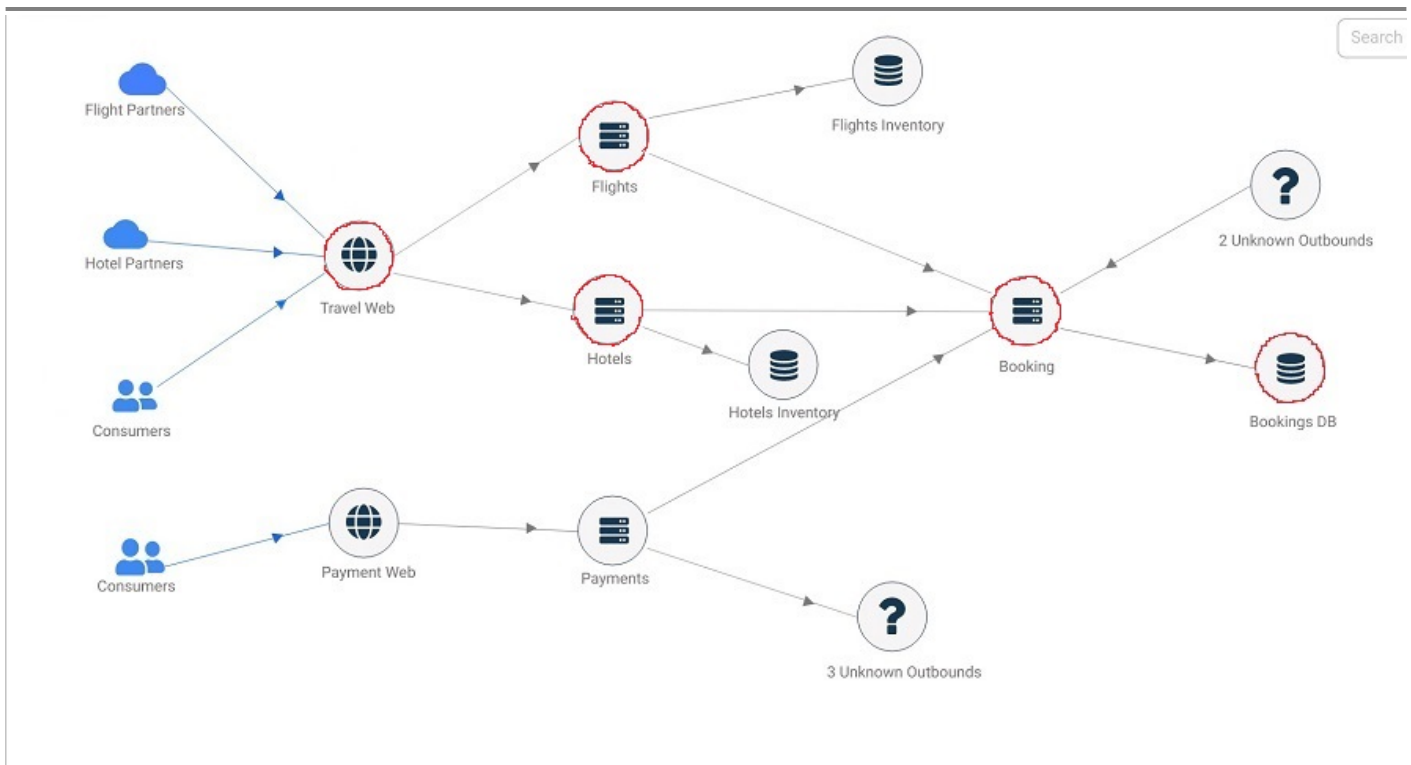 Search
Flight Partners
Flights Inventory
Flights
2 Unknown Outbounds
Hotel Partners
Travel Web
Hotels
Booking
Hotels Inventory
Bookings DB
Consumers
Payment Web
Payments
Consumers
3 Unknown Outbounds